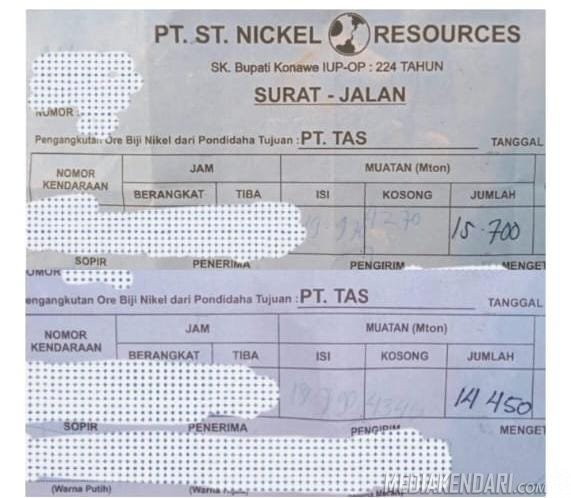 PT. ST. NICKEL RESOURCES
SK. Bupati Konawe IUP-OP : 224 TAHUN
SURAT - JALAN
NOMOR
Pengangkutan Ore Biji Nikel dari Pondidaha Tujuan : PT. TAS TANGGAL
NOMOR KENDARAAN JAM MUATAN (Mton)
BERANGKAT TIBA ISI KOSONG JUMLAH
15.700
SOPIR PENERIMA PENGIRIM MENGET
engangkutan Ore Biji Nikel dari Pondidaha Tujuan : PT. TAS TANGGAL
NOMOR KENDARAAN JAM MUATAN (Mton)
BERANGKAT TIBA ISI KOSONG JUMLAH
14 450
SOPIR PENERIMA PENGIRIM MENGET
(Warna Putih)
MEDIAKENDARI.COM